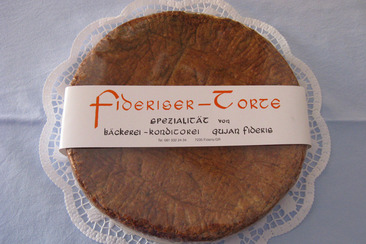 Fideriser-Torte
Spezialität von
Bäckerei-Konditorei Gujan Fideris